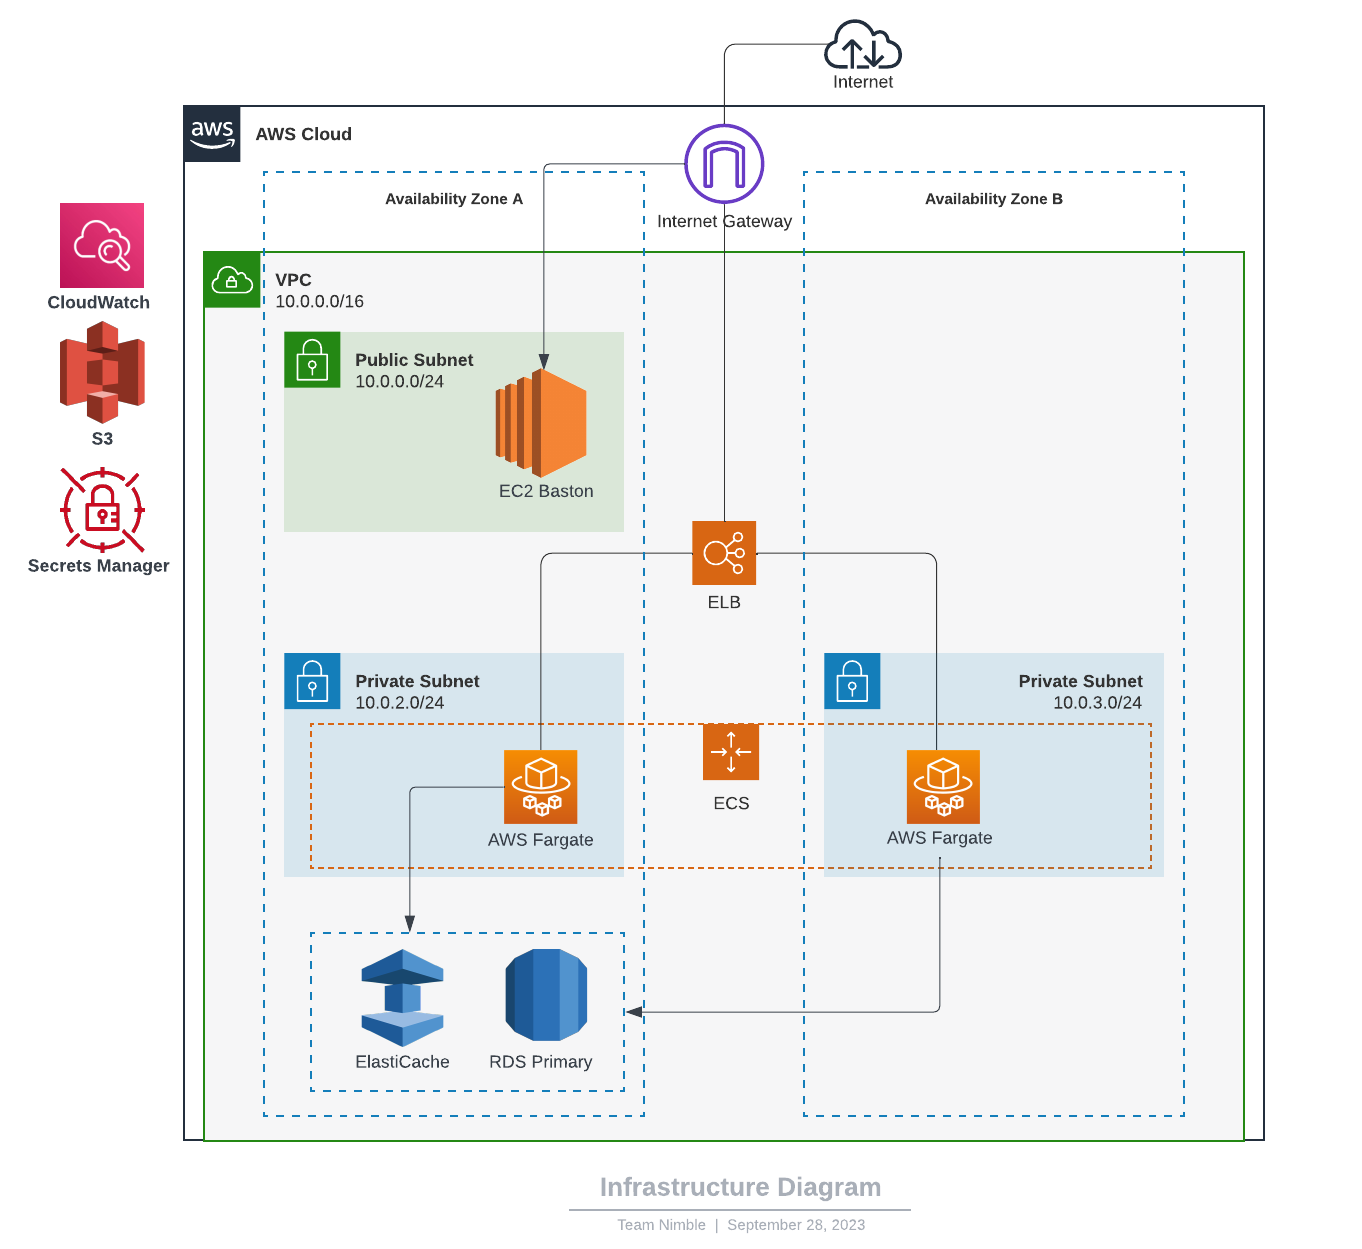 Internet
aws
AWS Cloud
Availability Zone A
Availability Zone B
Internet Gateway
CloudWatch
VPC
10.0.0.0/16
Public Subnet
10.0.0.0/24
S3
EC2 Baston
Secrets Manager
ELB
Private Subnet
10.0.2.0/24
Private Subnet
10.0.3.0/24
ECS
AWS Fargate
AWS Fargate
ElastiCache
RDS Primary
Infrastructure Diagram
Team Nimble | September 28, 2023